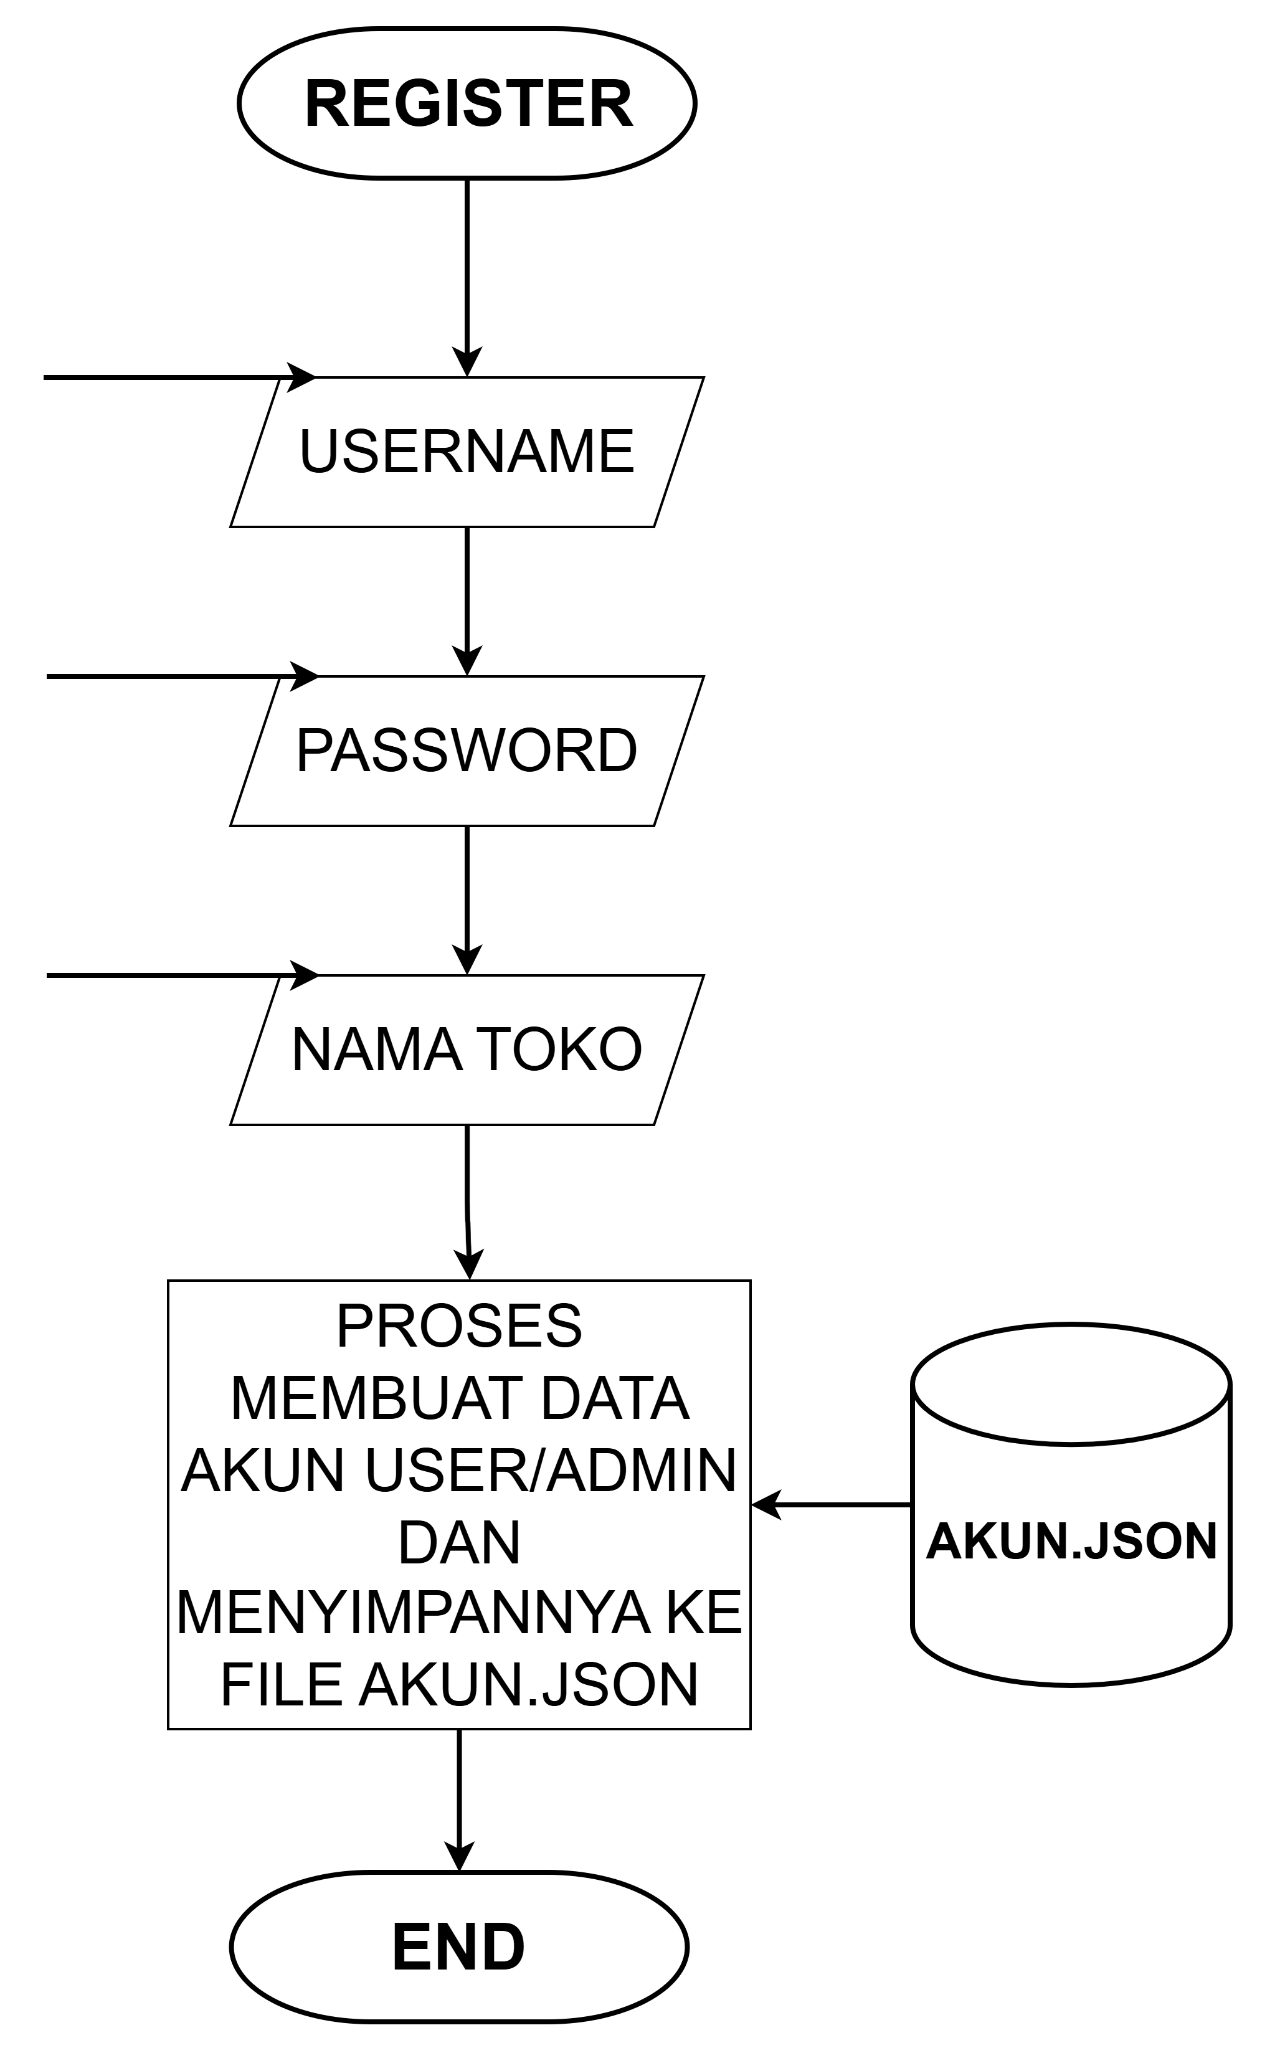 REGISTER
USERNAME
PASSWORD
NAMA TOKO
PROSES
MEMBUAT DATA
AKUN USER/ADMIN
DAN
MENYIMPANNYA KE
FILE AKUN.JSON
AKUN.JSON
END